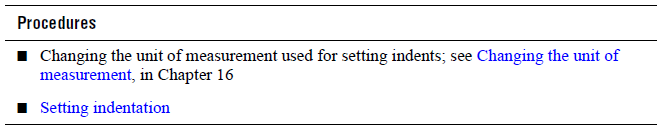 Procedures
■ Changing the unit of measurement used for setting indents; see Changing the unit of
measurement, in Chapter 16
■ Setting indentation